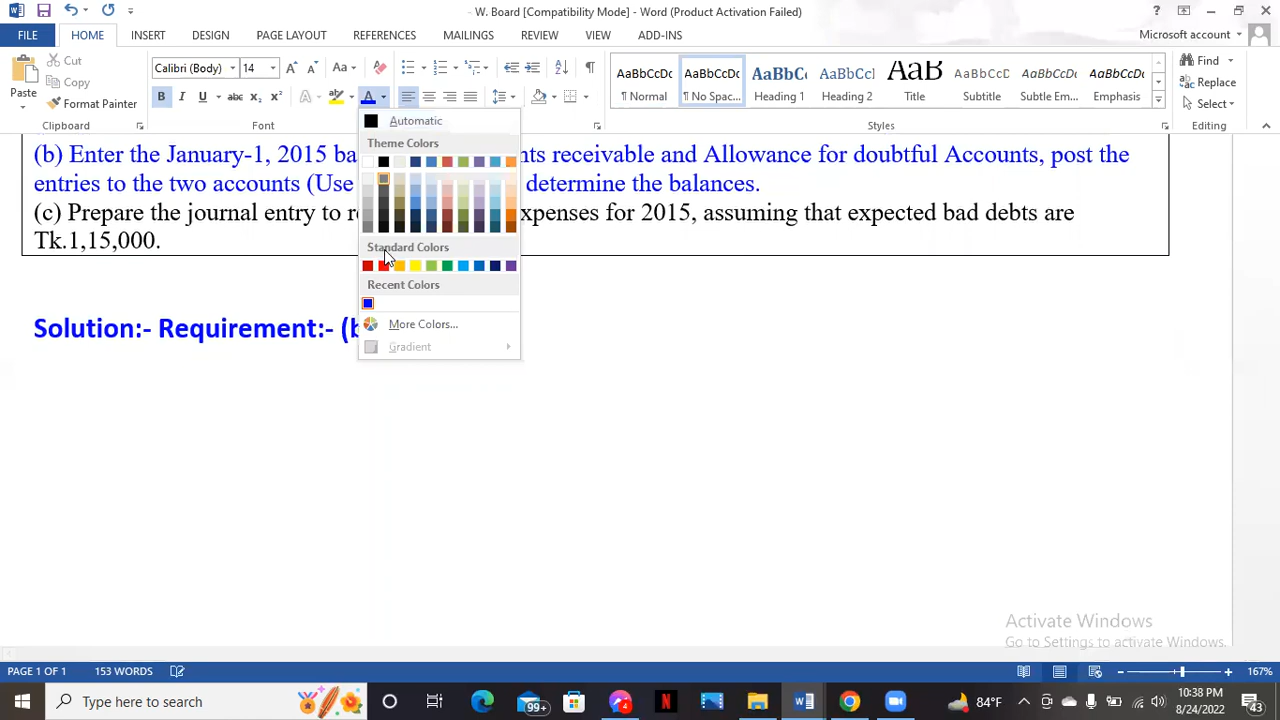 - W. Board [Compatibility Mode] - Word (Product Activation Failed)
FILE HOME INSERT DESIGN PAGE LAYOUT REFERENCES MAILINGS REVIEW VIEW ADD-INS Microsoft account
Paste
Cut
Copy
Format Painter
Clipboard
Calibri (Body) 14
Font
Automatic
Theme Colors
Standard Colors
Recent Colors
More Colors...
Gradient
AaBbCcDc AaBbCcDc AaBbCc AaBbCc AaB AaBbCcD AaBbCcDc AaBbCcDc
¶ Normal ¶ No Spac... Heading 1 Heading 2 Title Subtitle Subtle Em... Emphasis
Styles
Find
Replace
Select
Editing
(b) Enter the January-1, 2015 receivable and Allowance for doubtful Accounts, post the
entries to the two accounts (Use determine the balances.
(c) Prepare the journal entry to for 2015, assuming that expected bad debts are
Tk.1,15,000.
Solution:- Requirement:- (b
Activate Windows
Go to Settings to activate Windows.
PAGE 1 OF 1 153 WORDS 167%
Type here to search 99+ 84°F 10:38 PM
8/24/2022 43